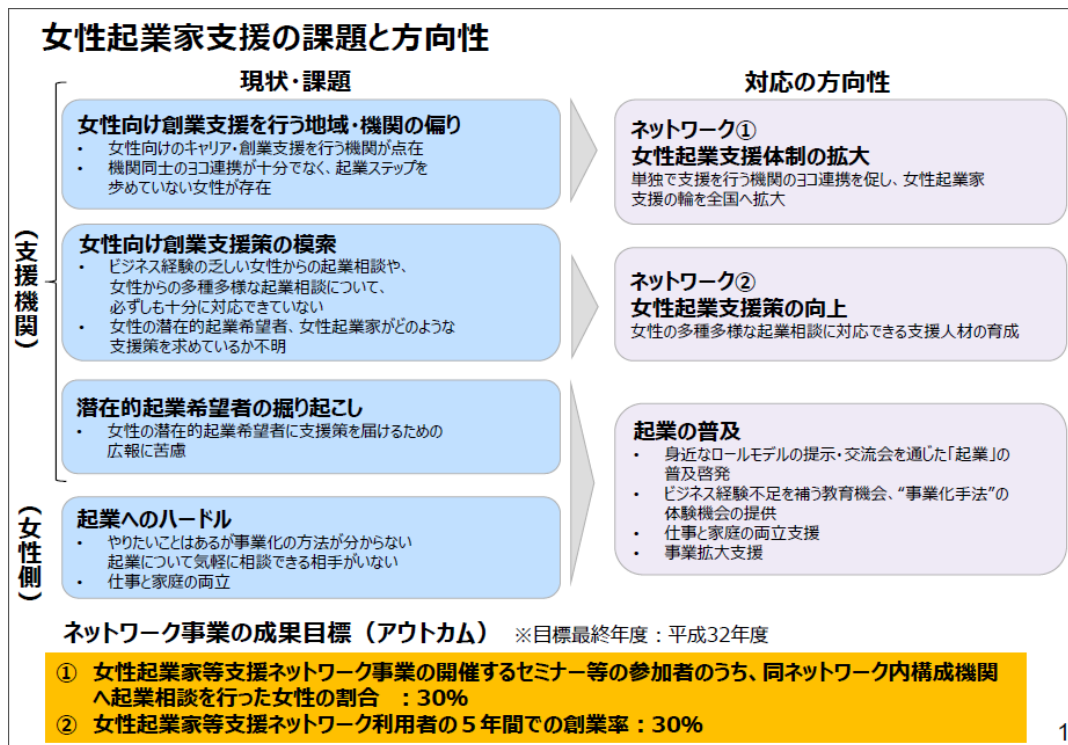 女性起業家支援の課題と方向性
現状・課題
対応の方向性
(支援機関)
女性向け創業支援を行う地域・機関の偏り
• 女性向けのキャリア・創業支援を行う機関が点在
• 機関同士のヨコ連携が十分でなく、起業ステップを
歩めていない女性が存在
ネットワーク①
女性起業支援体制の拡大
単独で支援を行う機関のヨコ連携を促し、女性起業家
支援の輪を全国へ拡大
女性向け創業支援策の模索
• ビジネス経験の乏しい女性からの起業相談や、
女性からの多種多様な起業相談について、
必ずしも十分に対応できていない
• 女性の潜在的起業希望者、女性起業家がどのような
支援策を求めているか不明
ネットワーク②
女性起業支援策の向上
女性の多種多様な起業相談に対応できる支援人材の育成
潜在的起業希望者の掘り起こし
• 女性の潜在的起業希望者に支援策を届けるための
広報に苦慮
(女性側)
起業へのハードル
• やりたいことはあるが事業化の方法が分からない
起業について気軽に相談できる相手がいない
• 仕事と家庭の両立
起業の普及
• 身近なロールモデルの提示・交流会を通じた「起業」の
普及啓発
• ビジネス経験不足を補う教育機会、“事業化手法”の
体験機会の提供
• 仕事と家庭の両立支援
• 事業拡大支援
ネットワーク事業の成果目標（アウトカム） ※目標最終年度：平成32年度
① 女性起業家等支援ネットワーク事業の開催するセミナー等の参加者のうち、同ネットワーク内構成機関
へ起業相談を行った女性の割合 ：30%
② 女性起業家等支援ネットワーク利用者の５年間での創業率：30%
1